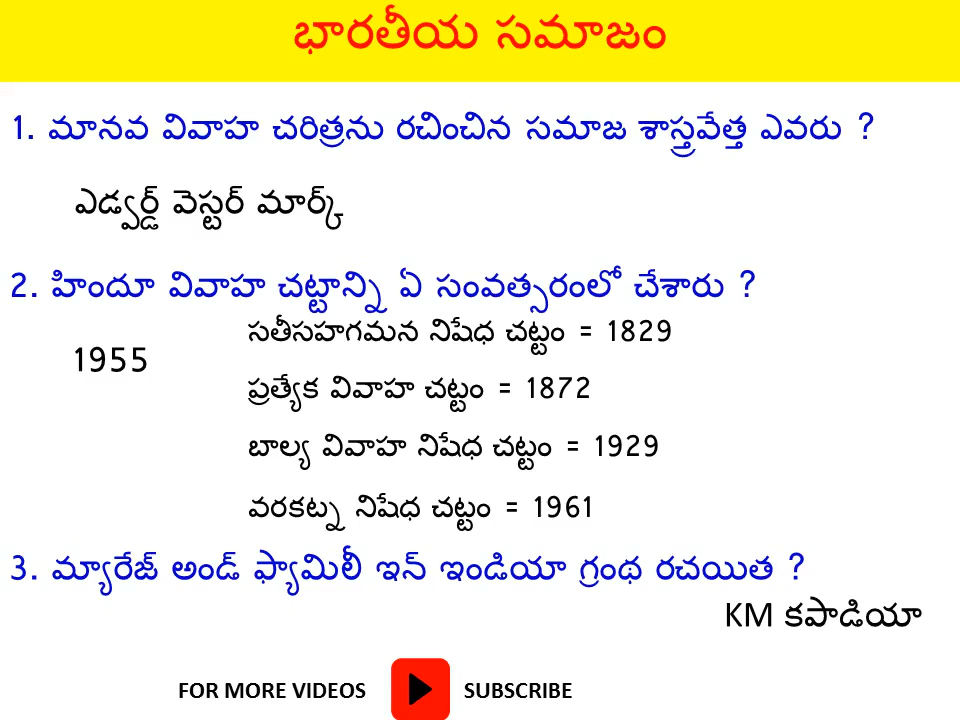 భారతీయ సమాజం
1. మానవ వివాహ చరిత్రను రచించిన సమాజ శాస్త్రవేత్త ఎవరు ?
ఎడ్వర్డ్ వెస్టర్ మార్క్
2. హిందూ వివాహ చట్టాన్ని ఏ సంవత్సరంలో చేశారు ?
సతీసహగమన నిషేధ చట్టం = 1829
1955
ప్రత్యేక వివాహ చట్టం = 1872
బాల్య వివాహ నిషేధ చట్టం = 1929
వరకట్న నిషేధ చట్టం = 1961
3. మ్యారేజ్ అండ్ ఫ్యామిలీ ఇన్ ఇండియా గ్రంథ రచయిత ?
KM కపాడియా
FOR MORE VIDEOS SUBSCRIBE